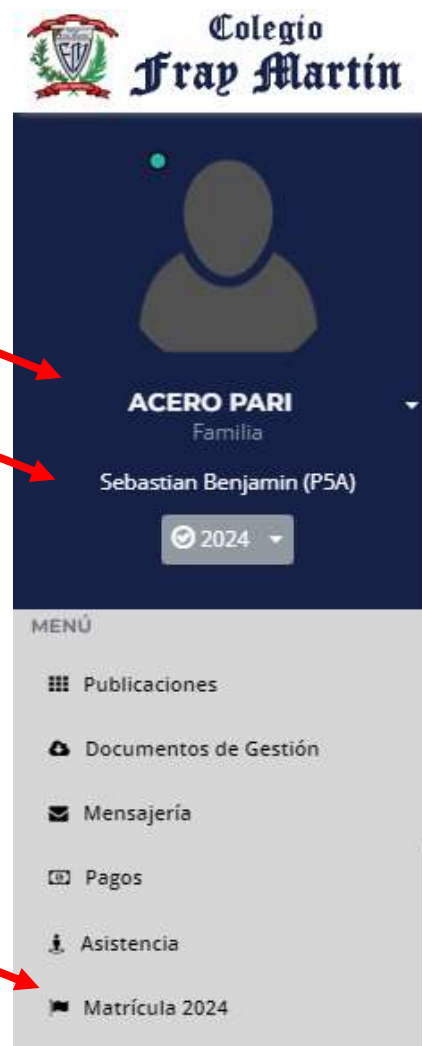 Colegio
Fray Martín
ACERO PARI
Familia
Sebastian Benjamin (P5A)
2024
MENÚ
Publicaciones
Documentos de Gestión
Mensajería
Pagos
Asistencia
Matrícula 2024